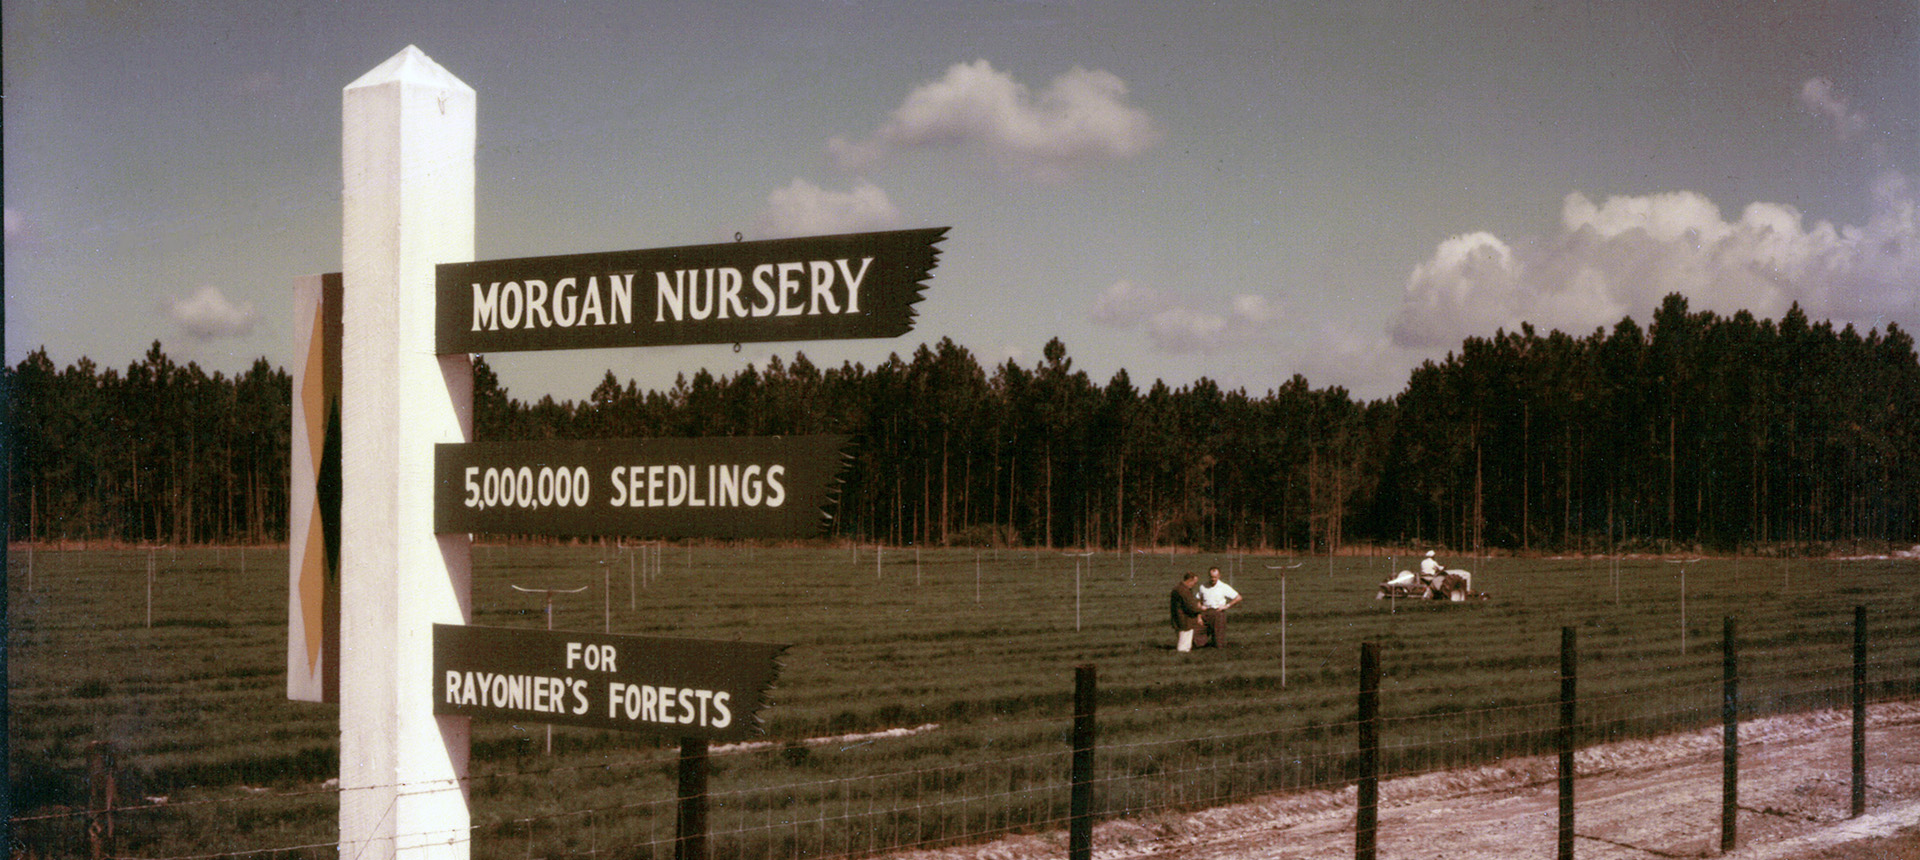 MORGAN NURSERY
5,000,000 SEEDLINGS
FOR
RAYONIER'S FORESTS